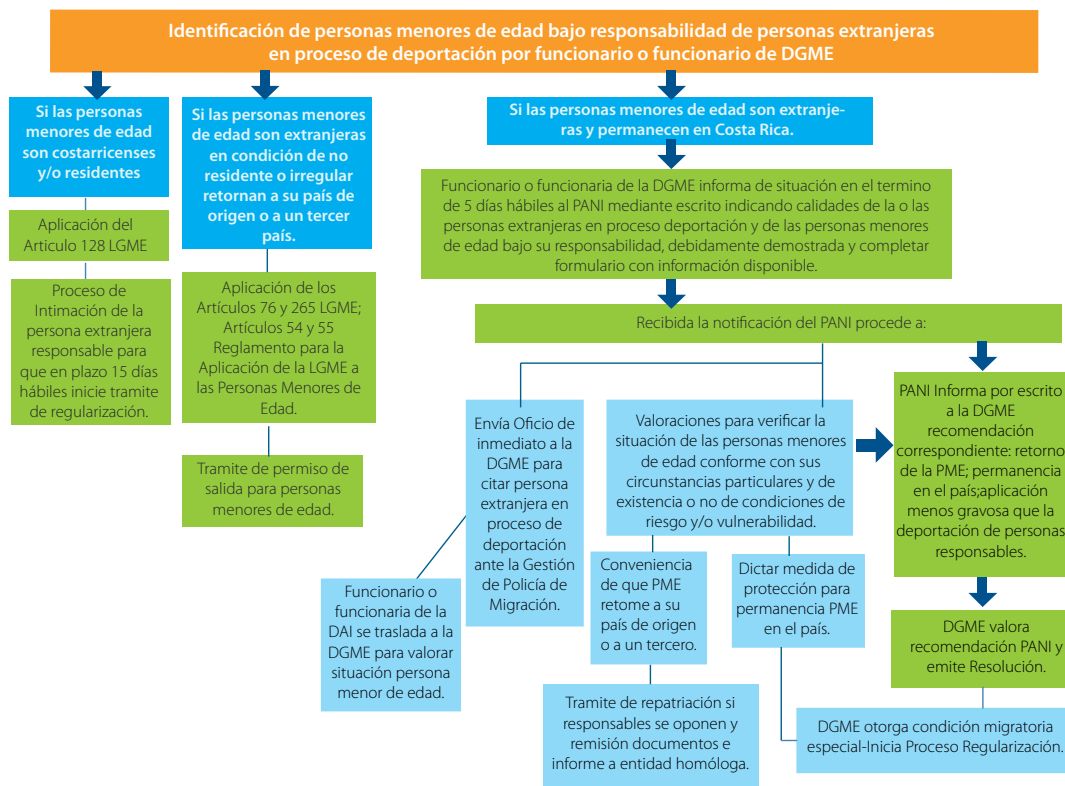 Identificación de personas menores de edad bajo responsabilidad de personas extranjeras
en proceso de deportación por funcionario o funcionario de DGME
Si las personas
menores de edad
son costarricenses
y/o residentes
Aplicación del
Articulo 128 LGME
Proceso de
Intimación de la
persona extranjera
responsable para
que en plazo 15 días
hábiles inicie tramite
de regularización.
Si las personas menores
de edad son extranjeras
en condición de no
residente o irregular
retornan a su país de
origen o a un tercer
país.
Aplicación de los
Artículos 76 y 265 LGME;
Artículos 54 y 55
Reglamento para la
Aplicación de la LGME a
las Personas Menores de
Edad.
Tramite de permiso de
salida para personas
menores de edad.
Si las personas menores de edad son extranje-
ras y permanecen en Costa Rica.
Funcionario o funcionaria de la DGME informa de situación en el termino
de 5 días hábiles al PANI mediante escrito indicando calidades de la o las
personas extranjeras en proceso deportación y de las personas menores
de edad bajo su responsabilidad, debidamente demostrada y completar
formulario con información disponible.
Recibida la notificación del PANI procede a:
Envía Oficio de
inmediato a la
DGME para
citar persona
extranjera en
proceso de
deportación
ante la Gestión
de Policía de
Migración.
Funcionario o
funcionaria de la
DAI se traslada a la
DGME para valorar
situación persona
menor de edad.
Valoraciones para verificar la
situación de las personas menores
de edad conforme con sus
circunstancias particulares y de
existencia o no de condiciones de
riesgo y/o vulnerabilidad.
Conveniencia
de que PME
retome a su
país de origen
o a un tercero.
Tramite de repatriación si
responsables se oponen y
remisión documentos e
informe a entidad homóloga.
Dictar medida de
protección para
permanencia PME
en el país.
PANI Informa por escrito
a la DGME
recomendación
correspondiente: retorno
de la PME; permanencia
en el país;aplicación
menos gravosa que la
deportación de personas
responsables.
DGME valora
recomendación PANI y
emite Resolución.
DGME otorga condición migratoria
especial-Inicia Proceso Regularización.